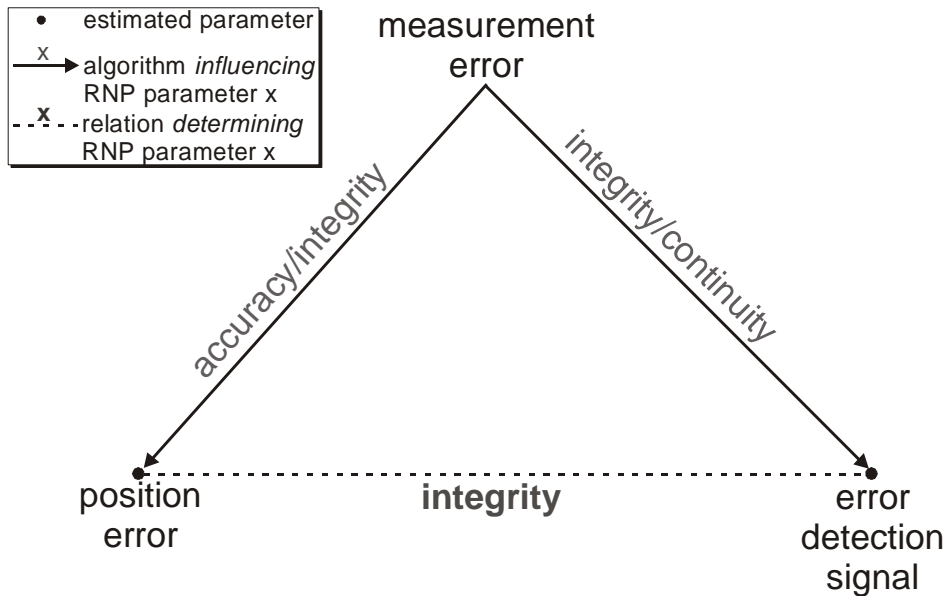 estimated parameter
x
algorithm influencing
RNP parameter x
x
relation determining
RNP parameter x
measurement
error
accuracy/integrity
integrity/continuity
position
error
integrity
error
detection
signal